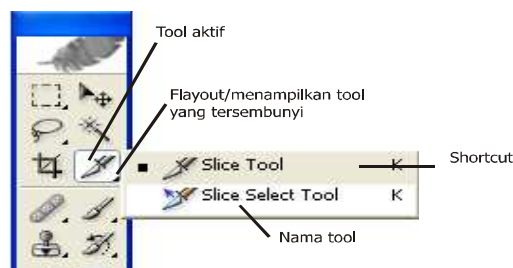 Tool aktif
Flayout/menampilkan tool
yang tersembunyi
Slice Tool K
Shortcut
Slice Select Tool K
Nama tool